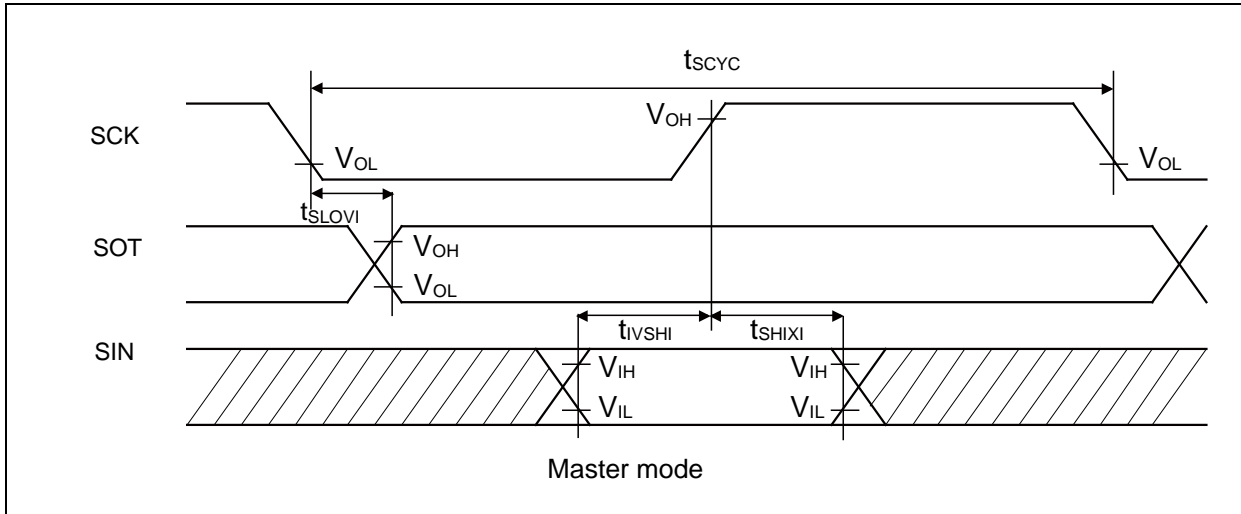 tSCYC
SCK
VOH
VOL
VOL
tSLOVI
SOT
VOH
VOL
tIVSHI
tSHIXI
SIN
VIH
VIH
VIL
VIL
Master mode